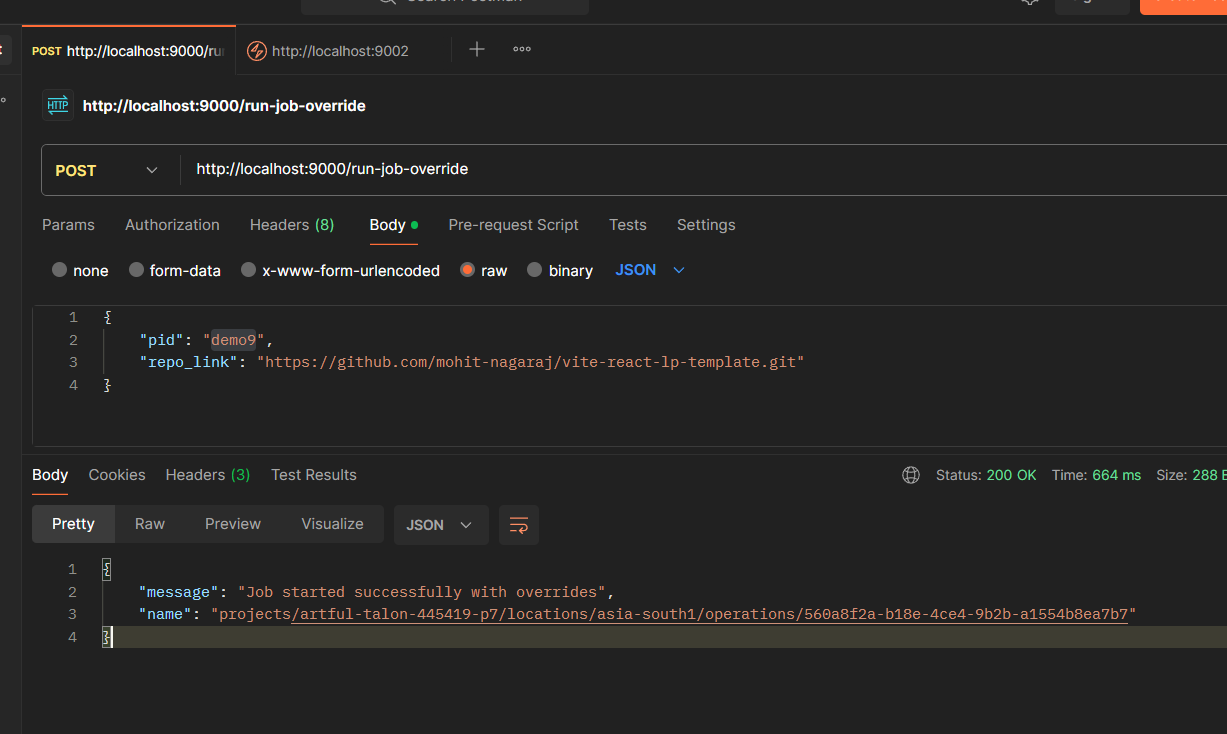 POST http://localhost:9000/ru
http://localhost:9002
HTTP http://localhost:9000/run-job-override
POST http://localhost:9000/run-job-override
Params Authorization Headers (8) Body Pre-request Script Tests Settings
none form-data x-www-form-urlencoded raw binary JSON
1 {
2 "pid": "demo9",
3 "repo_link": "https://github.com/mohit-nagaraj/vite-react-lp-template.git"
4 }
Body Cookies Headers (3) Test Results Status: 200 OK Time: 664 ms Size: 288
Pretty Raw Preview Visualize JSON
1 {
2 "message": "Job started successfully with overrides",
3 "name": "projects/artful-talon-445419-p7/locations/asia-south1/operations/560a8f2a-b18e-4ce4-9b2b-a1554b8ea7b7"
4 }